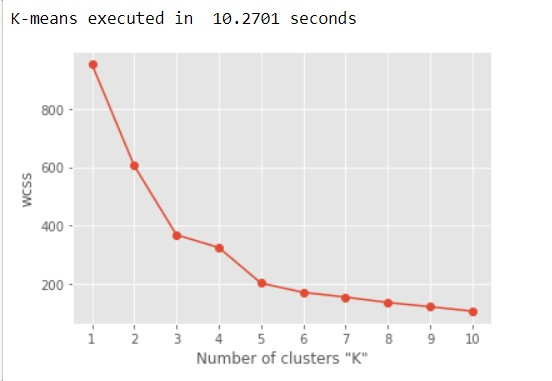 K-means executed in  10.2701 seconds
800
600
400
200
wcss
1 2 3 4 5 6 7 8 9 10
Number of clusters "K"